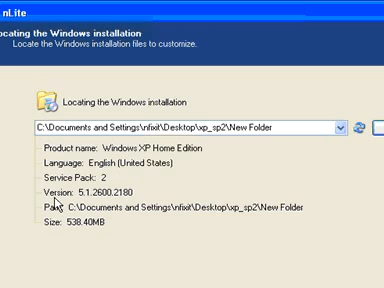 nLite
ocating the Windows installation
Locate the Windows installation files to customize.
Locating the Windows installation
C:\Documents and Settings\nfixit\Desktop\xp_sp2\New Folder
Product name: Windows XP Home Edition
Language: English (United States)
Service Pack: 2
Version: 5.1.2600.2180
C:\Documents and Settings\nfixit\Desktop\xp_sp2\New Folder
Size: 538.40MB